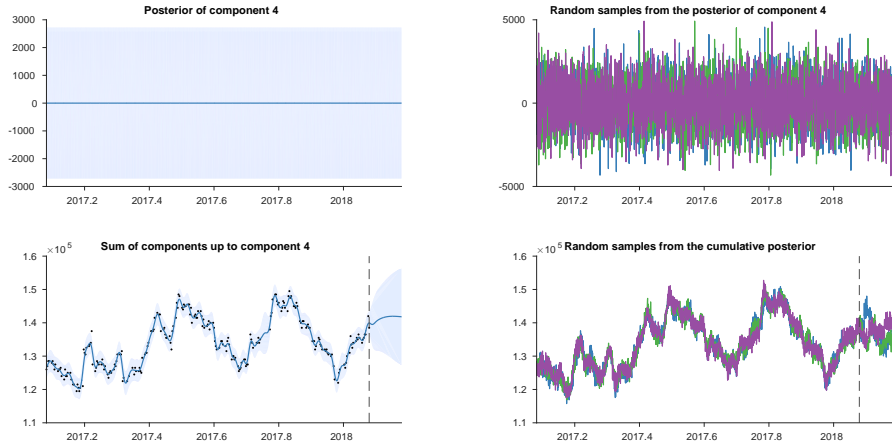 Posterior of component 4
3000
2000
1000
0
-1000
-2000
-3000
2017.2 2017.4 2017.6 2017.8 2018
Random samples from the posterior of component 4
5000
0
-5000
2017.2 2017.4 2017.6 2017.8 2018
×10⁵ Sum of components up to component 4
1.6
1.5
1.4
1.3
1.2
1.1
2017.2 2017.4 2017.6 2017.8 2018
×10⁵ Random samples from the cumulative posterior
1.6
1.5
1.4
1.3
1.2
1.1
2017.2 2017.4 2017.6 2017.8 2018